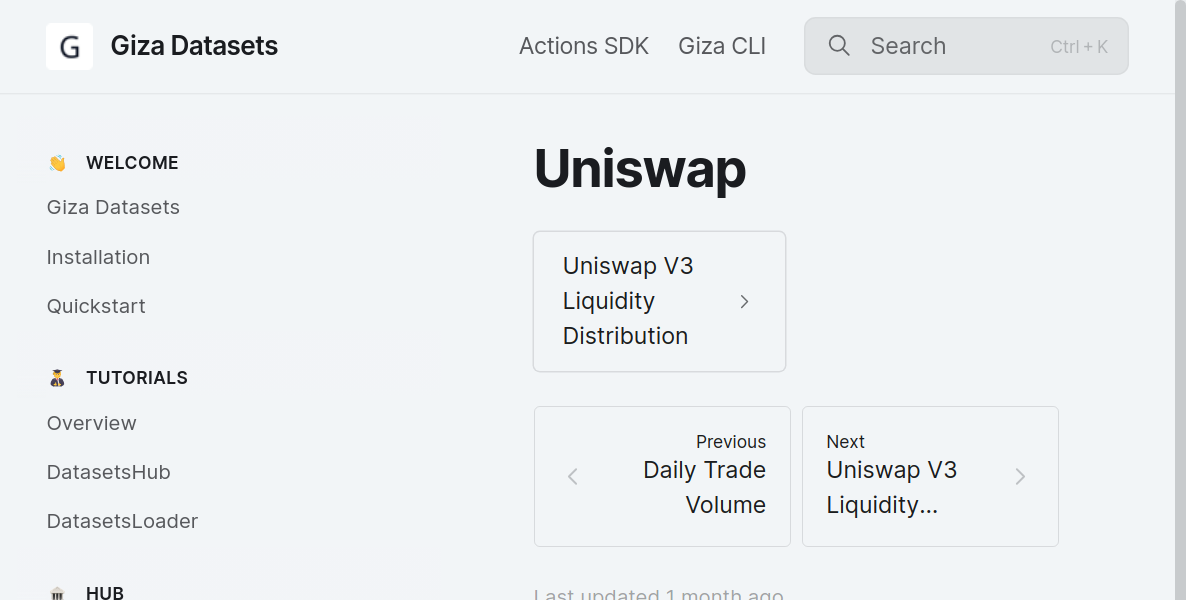 G Giza Datasets
Actions SDK
Giza CLI
Search
Ctrl + K
WELCOME
Giza Datasets
Installation
Quickstart
TUTORIALS
Overview
DatasetsHub
DatasetsLoader
HUB
Uniswap
Uniswap V3
Liquidity
Distribution
Previous
Daily Trade
Volume
Next
Uniswap V3
Liquidity...
Last updated 1 month ago